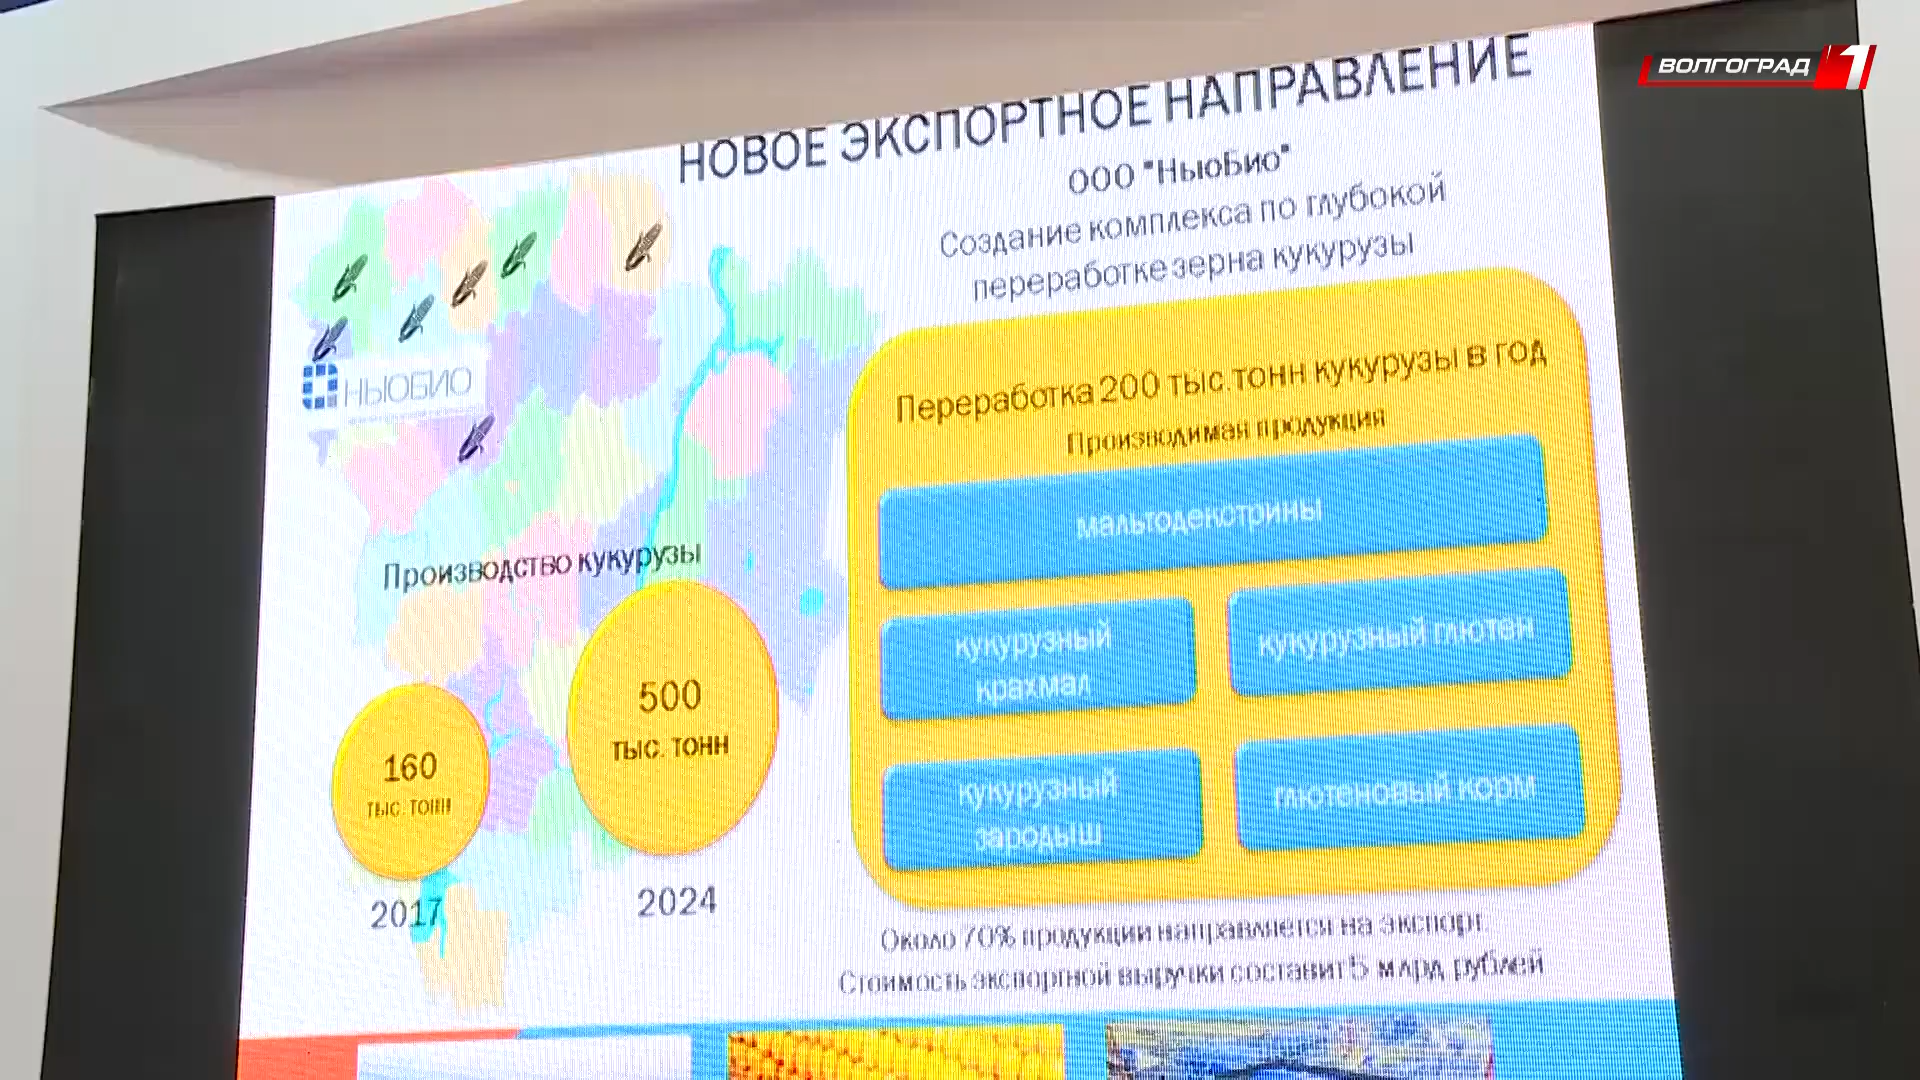 ВОЛГОГРАД 1
НОВОЕ ЭКСПОРТНОЕ НАПРАВЛЕНИЕ
ООО "НьюБио"
Создание комплекса по глубокой
переработке зерна кукурузы
НЬЮБИО
Переработка 200 тыс.тонн кукурузы в год
Производимая продукция
мальтодекотрины
кукурузный
крахмал
кукурузный глютен
кукурузный
зародыш
глютеновый корм
Производство кукурузы
160
тыс. тонн
2017
500
тыс. тонн
2024
Около 70% продукции направляется на экспорт.
Стоимость экспортной выручки составит 5 млрд рублей